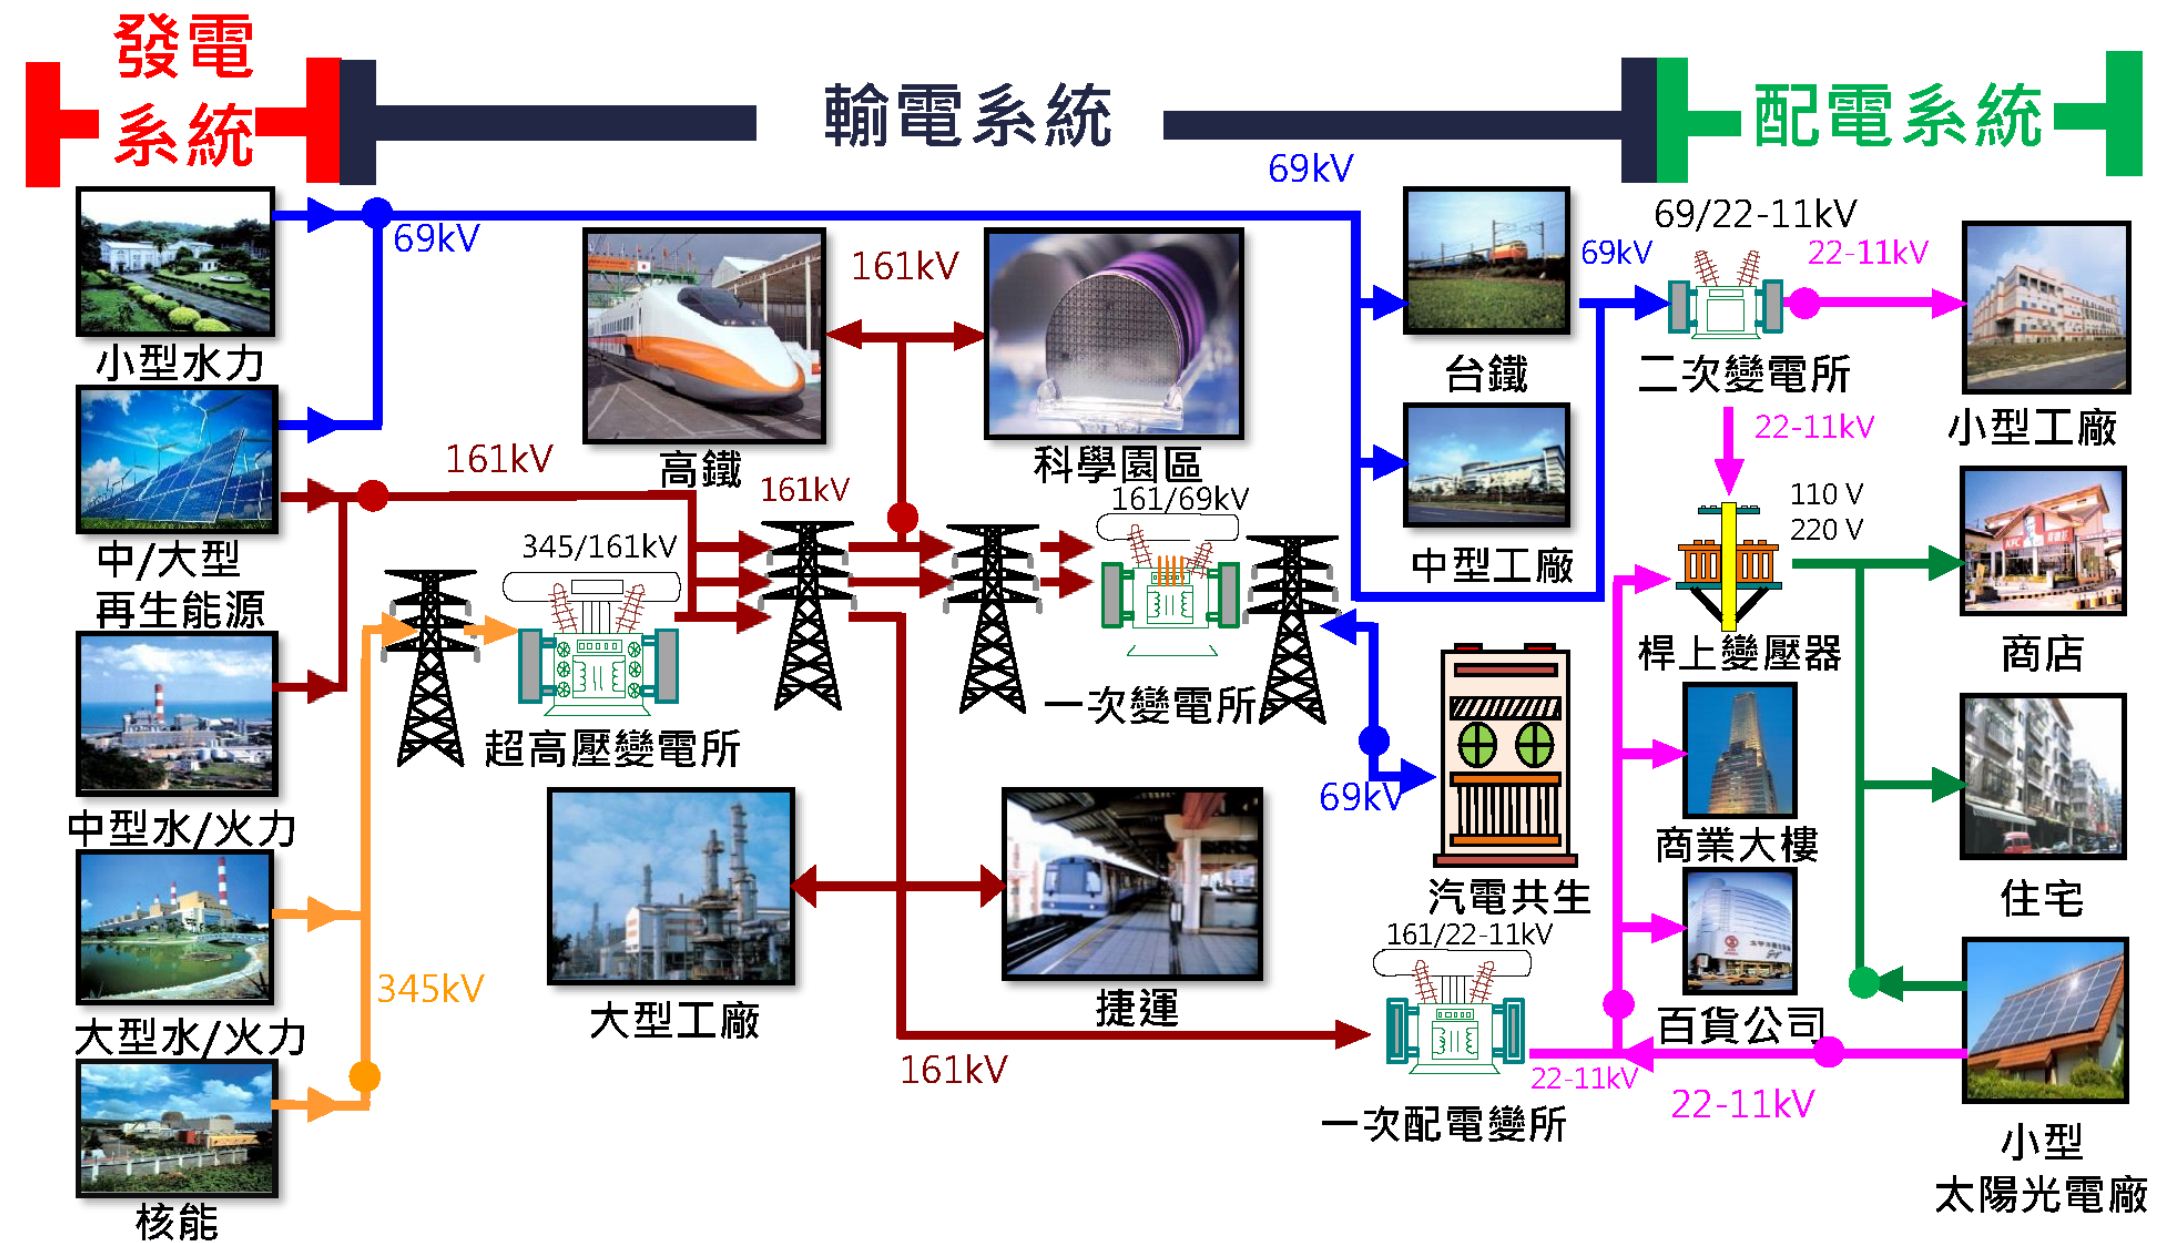 發電
系統
輸電系統
配電系統
69kV
69kV
161kV
69/22-11kV
69kV
22-11kV
小型水力
高鐵
科學園區
台鐵
二次變電所
小型工廠
22-11kV
161kV
161kV
161/69kV
110 V
220 V
345/161kV
中/大型
再生能源
中型工廠
桿上變壓器
商店
超高壓變電所
一次變電所
中型水/火力
69kV
商業大樓
汽電共生
住宅
161/22-11kV
345kV
大型工廠
捷運
百貨公司
大型水/火力
161kV
22-11kV
22-11kV
一次配電變所
核能
小型
太陽光電廠
KFC